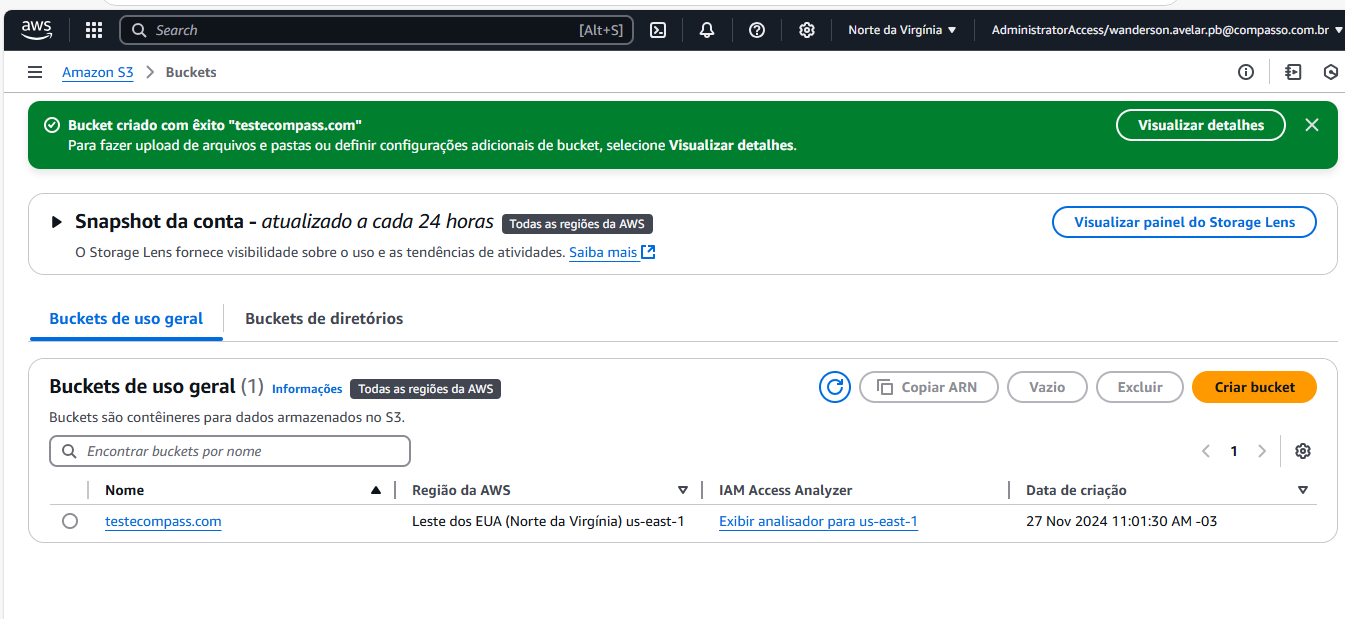 aws Search [Alt+S] Norte da Virgínia AdministratorAccess/wanderson.avelar.pb@compasso.com.br
Amazon S3 Buckets
Bucket criado com êxito "testecompass.com"
Para fazer upload de arquivos e pastas ou definir configurações adicionais de bucket, selecione Visualizar detalhes.
Visualizar detalhes
Snapshot da conta - atualizado a cada 24 horas Todas as regiões da AWS
O Storage Lens fornece visibilidade sobre o uso e as tendências de atividades. Saiba mais
Visualizar painel do Storage Lens
Buckets de uso geral Buckets de diretórios
Buckets de uso geral (1) Informações Todas as regiões da AWS
Copiar ARN Vazio Excluir Criar bucket
Buckets são contêineres para dados armazenados no S3.
Encontrar buckets por nome
1
Nome Região da AWS IAM Access Analyzer Data de criação
testecompass.com Leste dos EUA (Norte da Virgínia) us-east-1 Exibir analisador para us-east-1 27 Nov 2024 11:01:30 AM -03